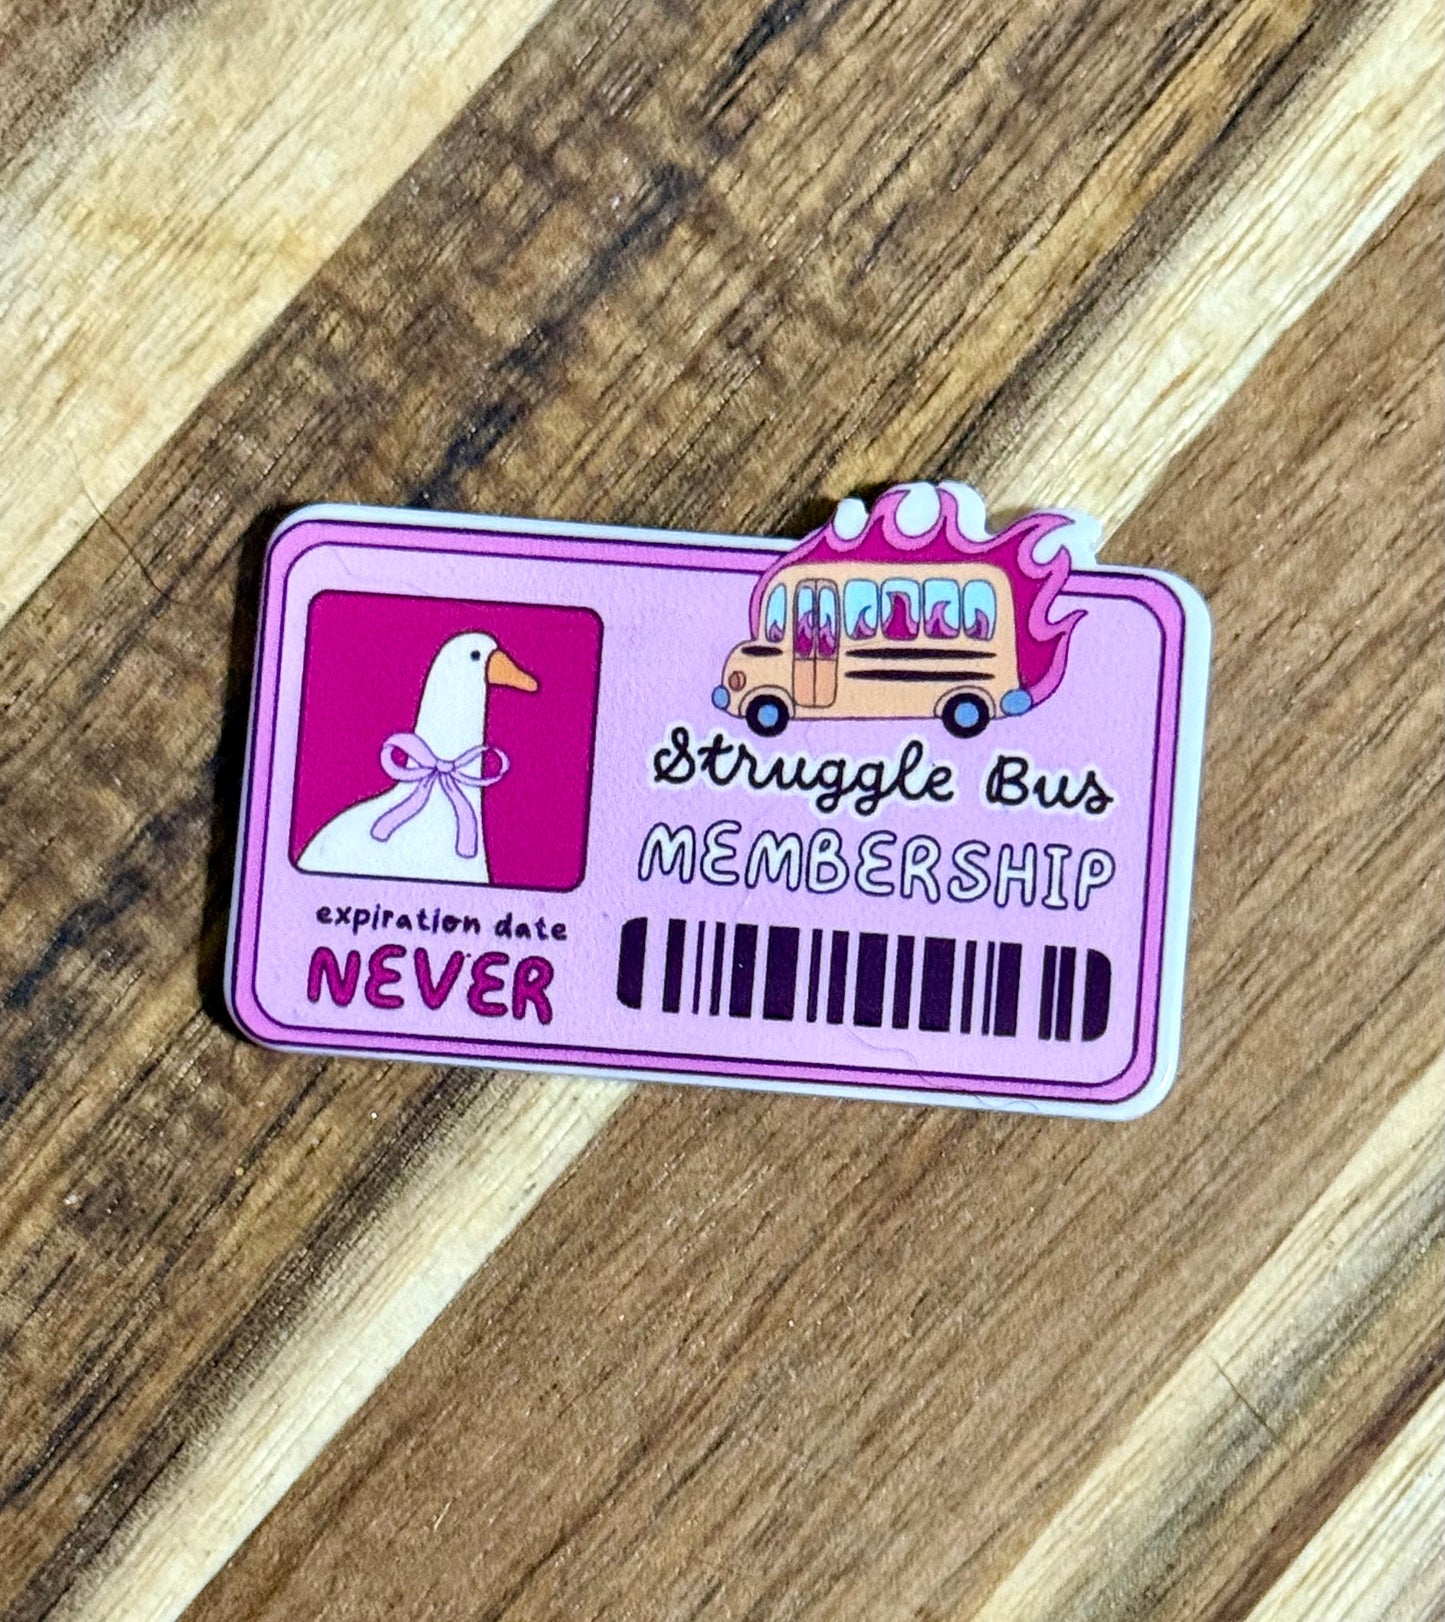 Struggle Bus
MEMBERSHIP
expiration date
NEVER